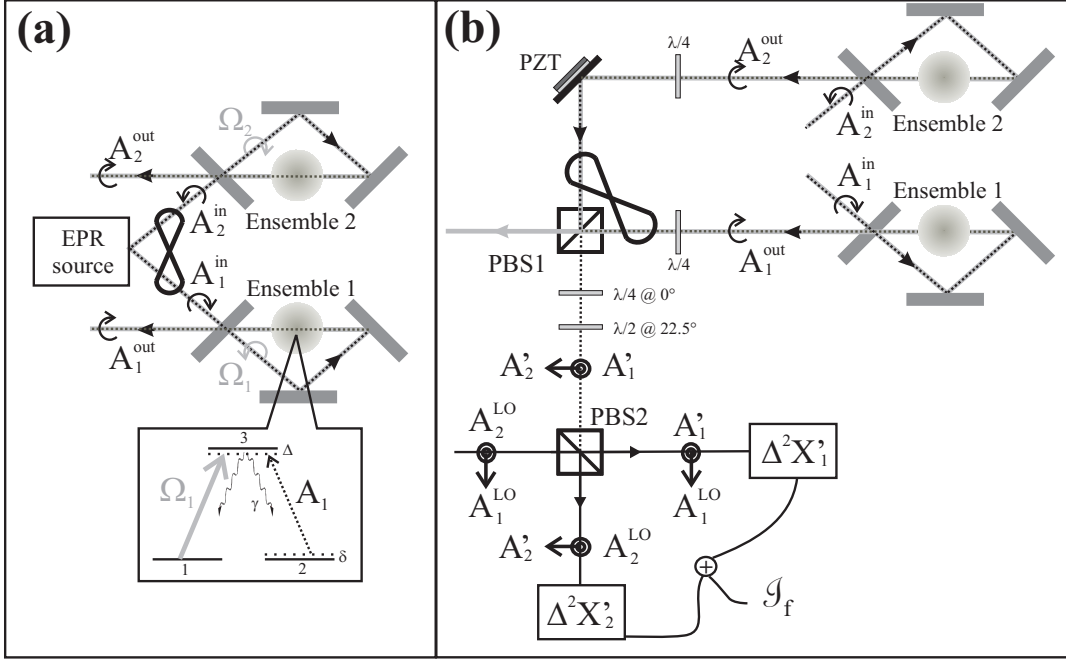 (a)
Ω₂
A₂ᵒᵘᵗ
A₂ⁱⁿ
Ensemble 2
EPR
source
A₁ⁱⁿ
Ensemble 1
A₁ᵒᵘᵗ
Ω₁
3
Δ
Ω₁
A₁
γ
1
2
δ
(b)
PZT
λ/4
A₂ᵒᵘᵗ
A₂ⁱⁿ
Ensemble 2
A₁ⁱⁿ
Ensemble 1
PBS1
λ/4
A₁ᵒᵘᵗ
λ/4 @ 0°
λ/2 @ 22.5°
A'₂
A'₁
PBS2
A₂ᴸᴼ
A'₁
Δ²X'₁
A₁ᴸᴼ
A₁ᴸᴼ
A'₂
A₂ᴸᴼ
+
ℐf
Δ²X'₂